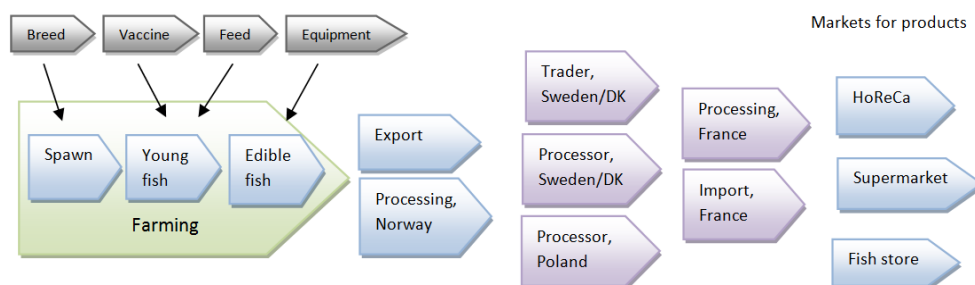 Markets for products
Breed
Vaccine
Feed
Equipment
Spawn
Young
fish
Edible
fish
Farming
Export
Processing,
Norway
Trader,
Sweden/DK
Processor,
Sweden/DK
Processor,
Poland
Processing,
France
Import,
France
HoReCa
Supermarket
Fish store